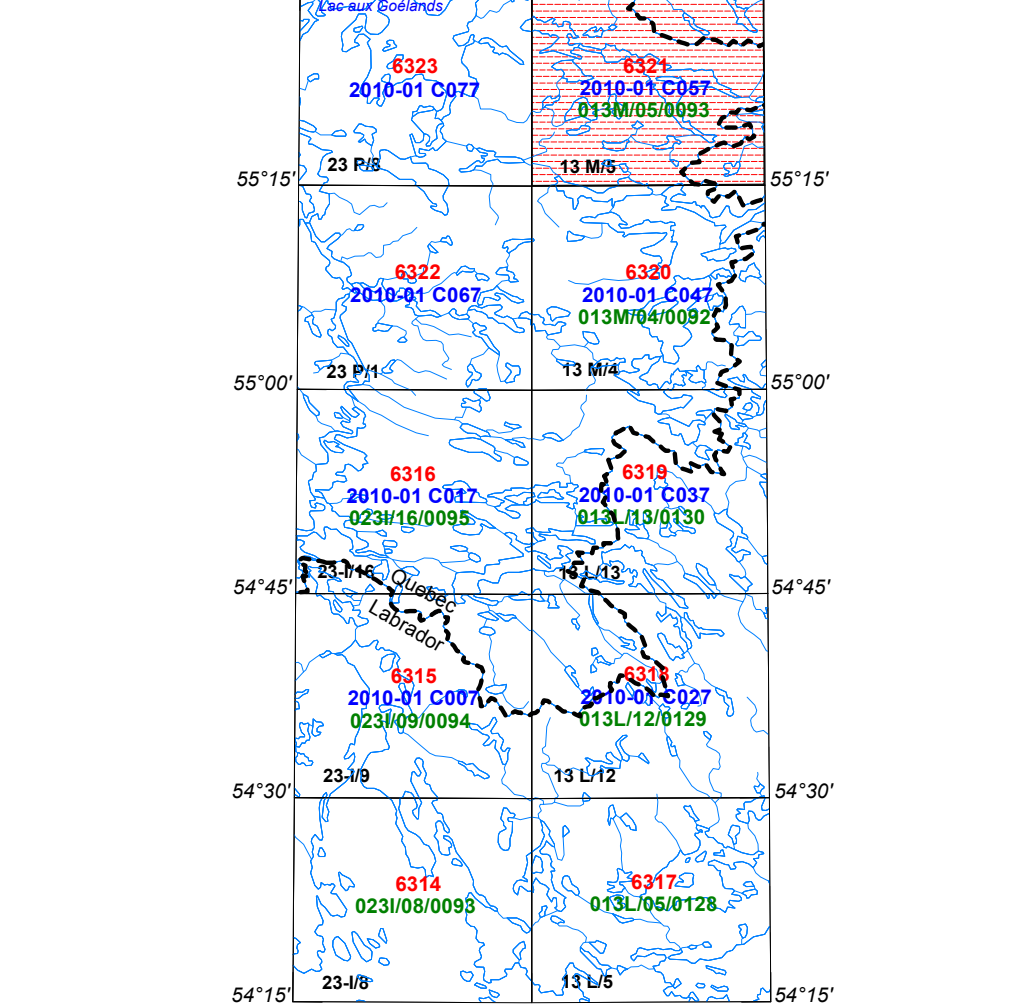 Lac aux Goélands
6323
2010-01 C077
23 P/8
6321
2010-01 C057
013M/05/0093
13 M/5
55°15'
55°15'
6322
2010-01 C067
23 P/1
6320
2010-01 C047
013M/04/0092
13 M/4
55°00'
55°00'
6316
2010-01 C017
023I/16/0095
23-I/16
6319
2010-01 C037
013L/13/0130
13 L/13
54°45'
54°45'
Quebec
Labrador
6315
2010-01 C007
023I/09/0094
23-I/9
6318
2010-01 C027
013L/12/0129
13 L/12
54°30'
54°30'
6314
023I/08/0093
23-I/8
6317
013L/05/0128
13 L/5
54°15'
54°15'